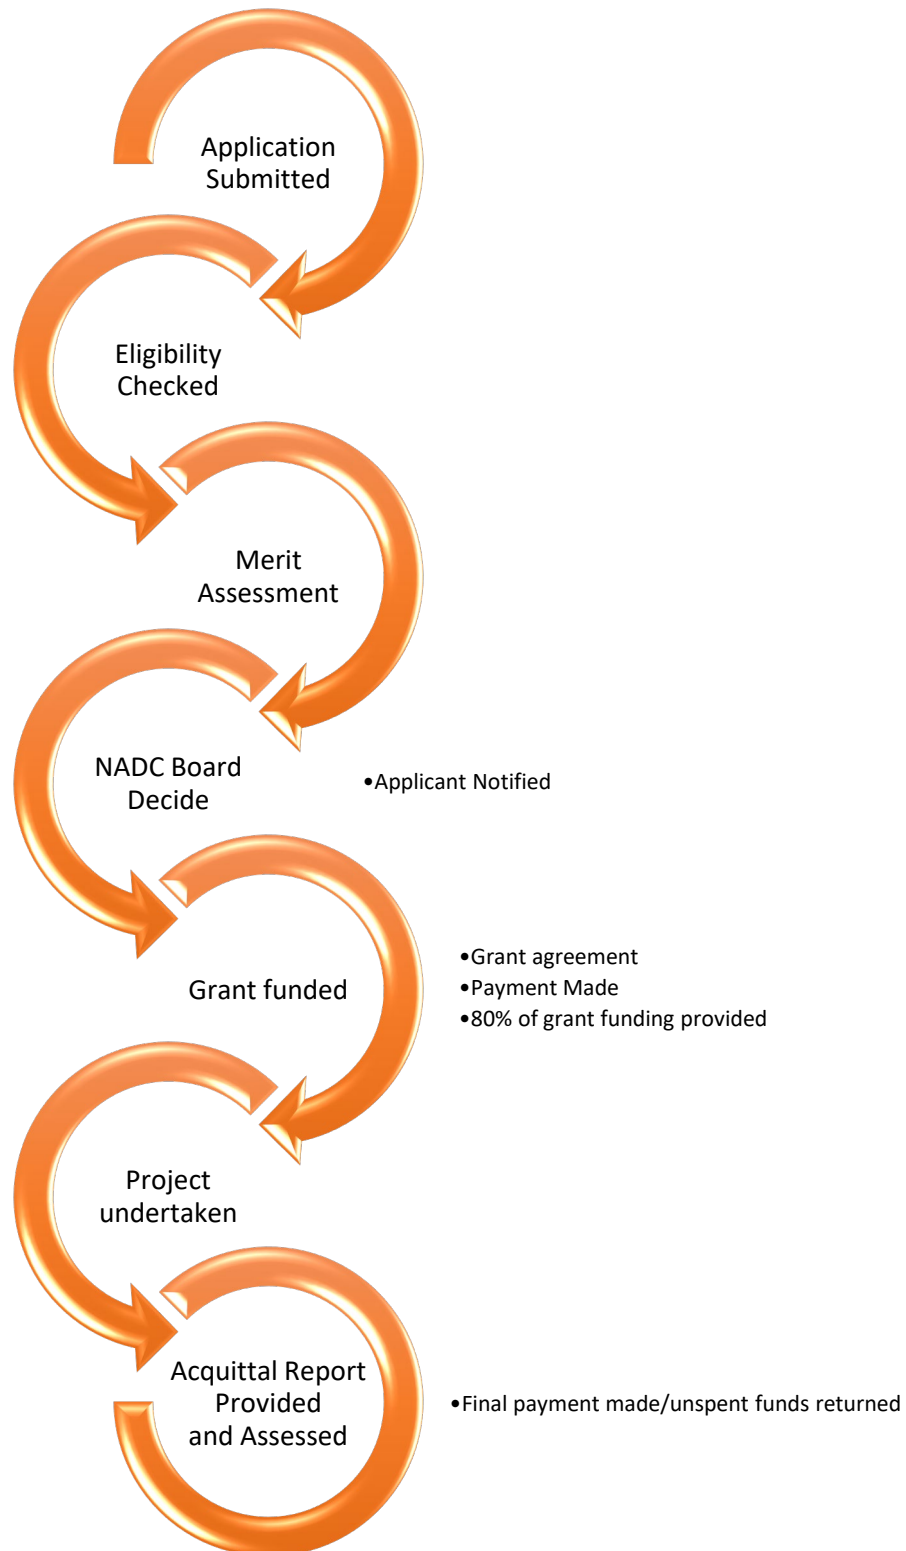 Application
Submitted
Eligibility
Checked
Merit
Assessment
NADC Board
Decide
•Applicant Notified
Grant funded
•Grant agreement
•Payment Made
•80% of grant funding provided
Project
undertaken
Acquittal Report
Provided
and Assessed
•Final payment made/unspent funds returned